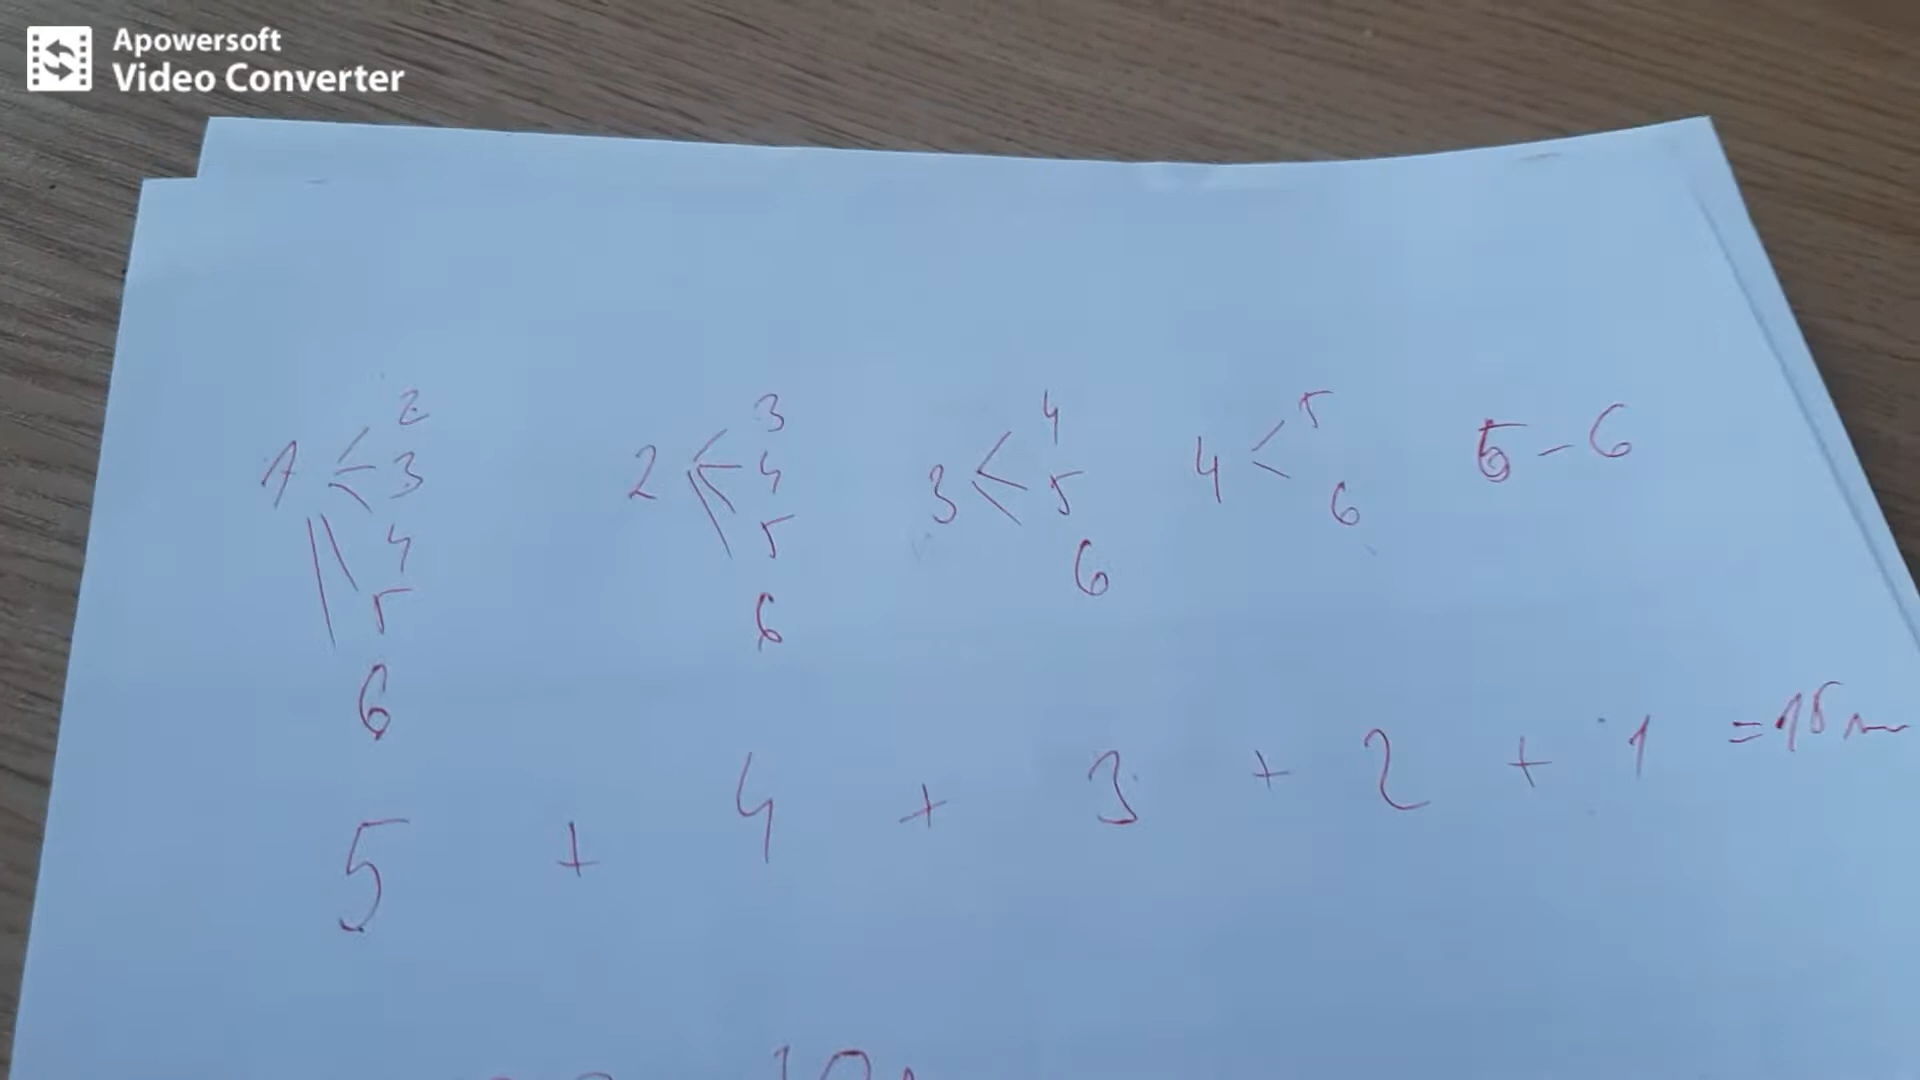 Apowersoft
Video Converter
1 < 2 3 4 5 6
2 < 3 4 5 6
3 < 4 5 6
4 < 5 6
5 - 6
5 + 4 + 3 + 2 + 1 = 15